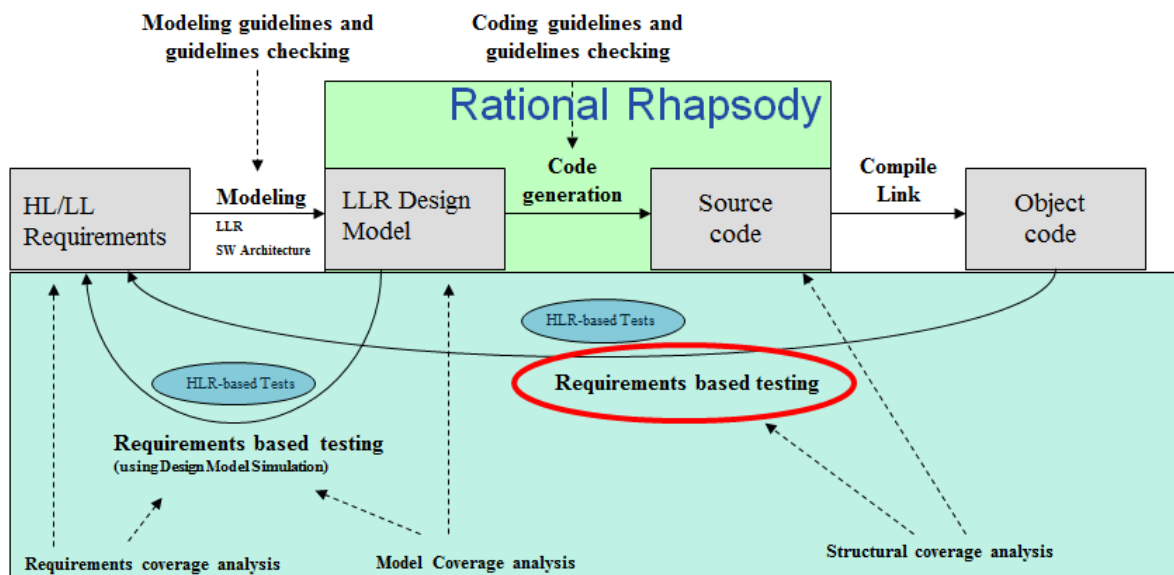 Modeling guidelines and
guidelines checking
Coding guidelines and
guidelines checking
Rational Rhapsody
HL/LL
Requirements
Modeling
LLR
SW Architecture
LLR Design
Model
Code
generation
Source
code
Compile
Link
Object
code
HLR-based Tests
HLR-based Tests
Requirements based testing
Requirements based testing
(using Design Model Simulation)
Requirements coverage analysis
Model Coverage analysis
Structural coverage analysis